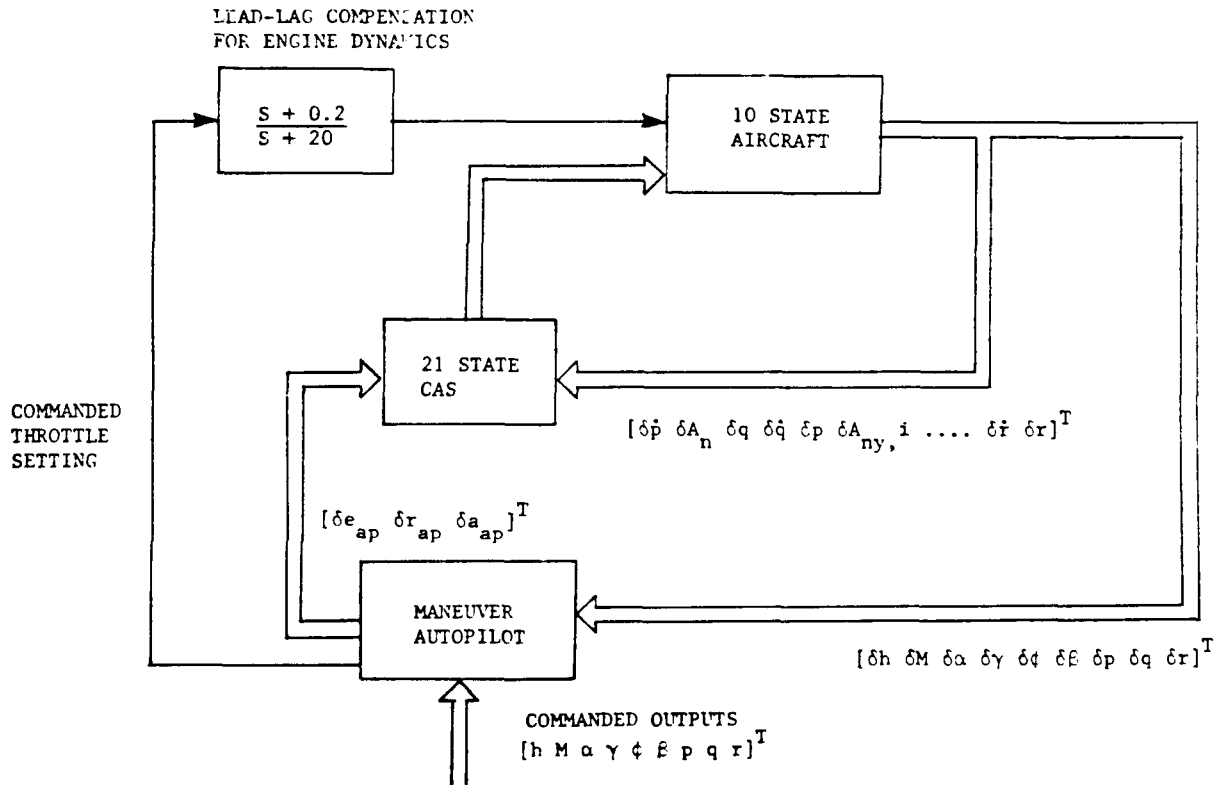 LEAD-LAG COMPENSATION
FOR ENGINE DYNAMICS
S + 0.2
S + 20
10 STATE
AIRCRAFT
21 STATE
CAS
COMMANDED
THROTTLE
SETTING
[δṗ δA_n δq δq̇ δp δA_ny,i .... δṙ δr]^T
[δe_ap δr_ap δa_ap]^T
MANEUVER
AUTOPILOT
[δh δM δα δγ δϕ δβ δp δq δr]^T
COMMANDED OUTPUTS
[h M α γ ϕ β p q r]^T